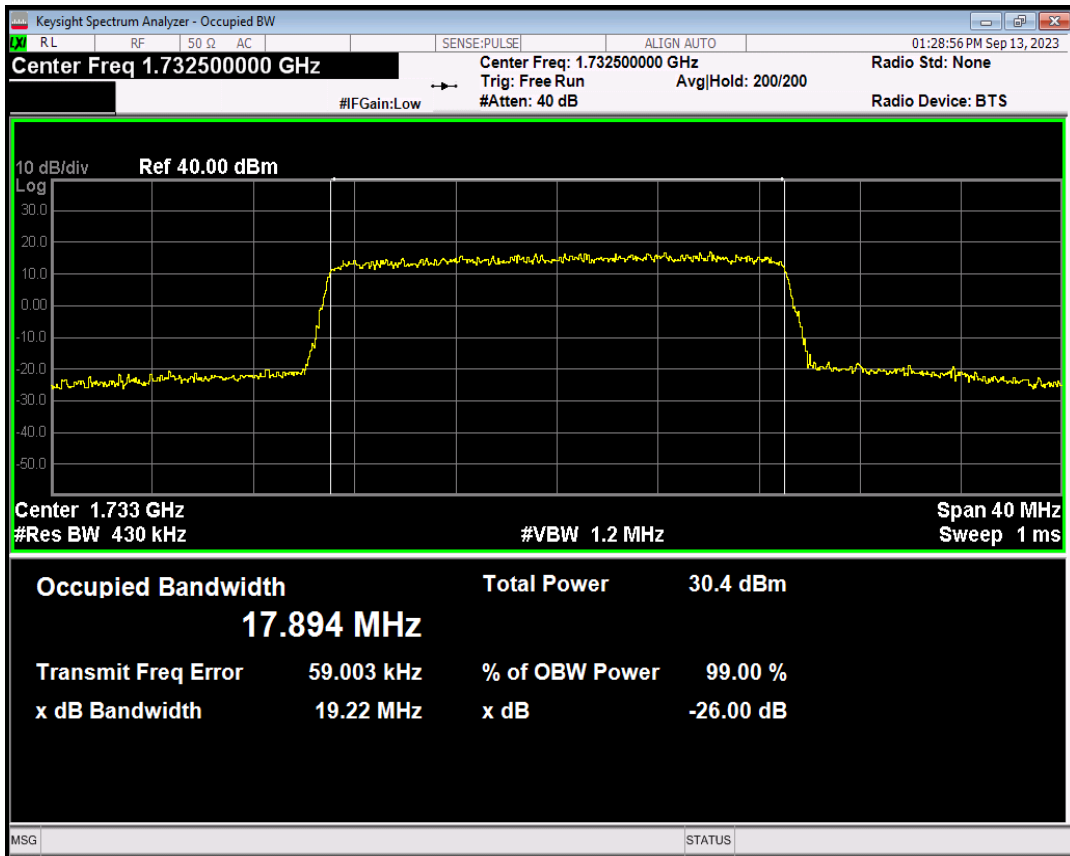 Keysight Spectrum Analyzer - Occupied BW
LXI RL RF 50 Ω AC SENSE:PULSE ALIGN AUTO 01:28:56 PM Sep 13, 2023
Center Freq 1.732500000 GHz
Center Freq: 1.732500000 GHz Radio Std: None
Trig: Free Run Avg|Hold: 200/200
#IFGain:Low #Atten: 40 dB Radio Device: BTS
10 dB/div Ref 40.00 dBm
Log
30.0
20.0
10.0
0.00
-10.0
-20.0
-30.0
-40.0
-50.0
Center 1.733 GHz Span 40 MHz
#Res BW 430 kHz #VBW 1.2 MHz Sweep 1 ms
Occupied Bandwidth Total Power 30.4 dBm
17.894 MHz
Transmit Freq Error 59.003 kHz % of OBW Power 99.00 %
x dB Bandwidth 19.22 MHz x dB -26.00 dB
MSG STATUS